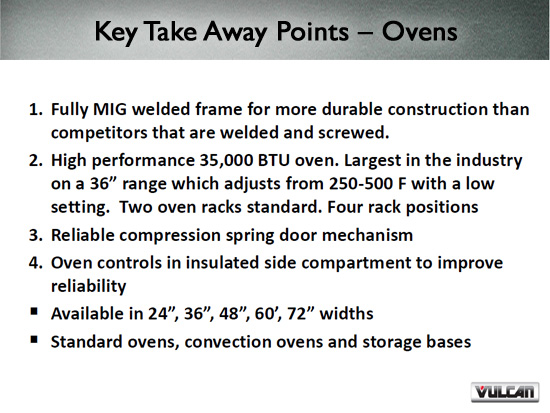 Key Take Away Points – Ovens
1. Fully MIG welded frame for more durable construction than
competitors that are welded and screwed.
2. High performance 35,000 BTU oven. Largest in the industry
on a 36” range which adjusts from 250-500 F with a low
setting.  Two oven racks standard. Four rack positions
3. Reliable compression spring door mechanism
4. Oven controls in insulated side compartment to improve
reliability
▪ Available in 24”, 36”, 48”, 60’, 72” widths
▪ Standard ovens, convection ovens and storage bases
VULCAN